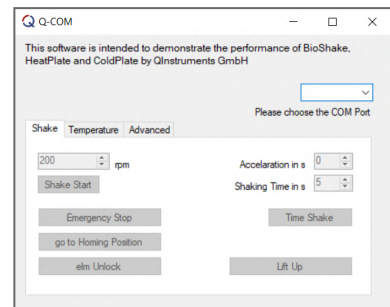 Q-COM
This software is intended to demonstrate the performance of BioShake,
HeatPlate and ColdPlate by QInstruments GmbH
Please choose the COM Port
Shake Temperature Advanced
200 rpm Accelaration in s 0
Shake Start Shaking Time in s 5
Emergency Stop Time Shake
go to Homing Position
elm Unlock Lift Up